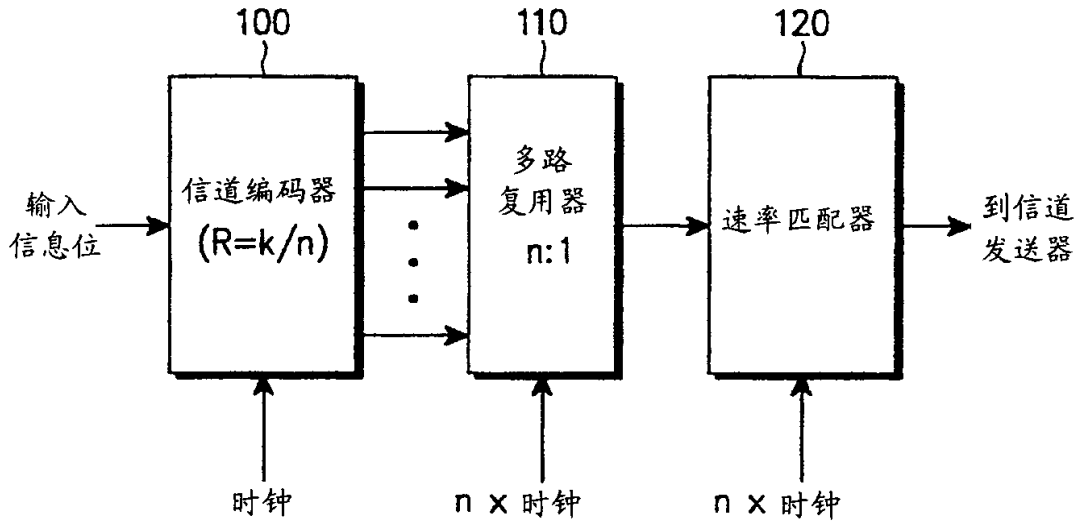 100
110
120
输入
信息位
信道编码器
(R=k/n)
多路
复用器
n:1
速率匹配器
到信道
发送器
时钟
n x 时钟
n x 时钟